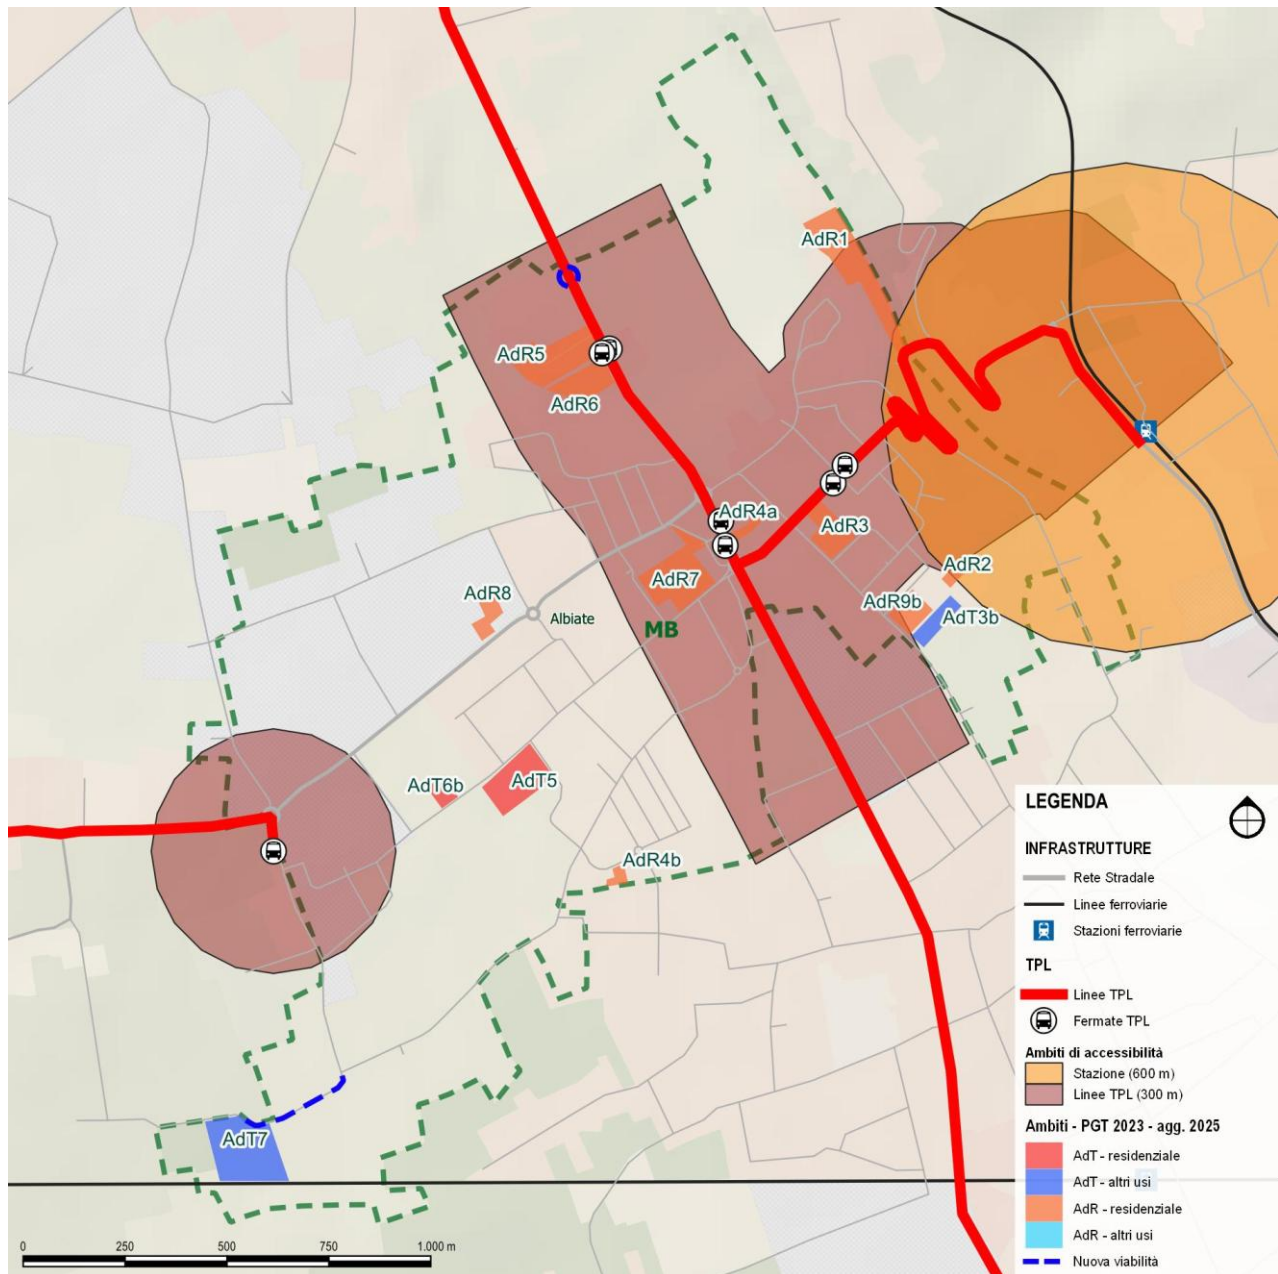 AdR1
AdR5
AdR6
AdR4a
AdR3
AdR2
AdR7
AdR9b
AdT3b
AdR8
Albiate
MB
AdT6b
AdT5
AdR4b
AdT7
LEGENDA
INFRASTRUTTURE
Rete Stradale
Linee ferroviarie
Stazioni ferroviarie
TPL
Linee TPL
Fermate TPL
Ambiti di accessibilità
Stazione (600 m)
Linee TPL (300 m)
Ambiti - PGT 2023 - agg. 2025
AdT - residenziale
AdT - altri usi
AdR - residenziale
AdR - altri usi
Nuova viabilità
0 250 500 750 1.000 m